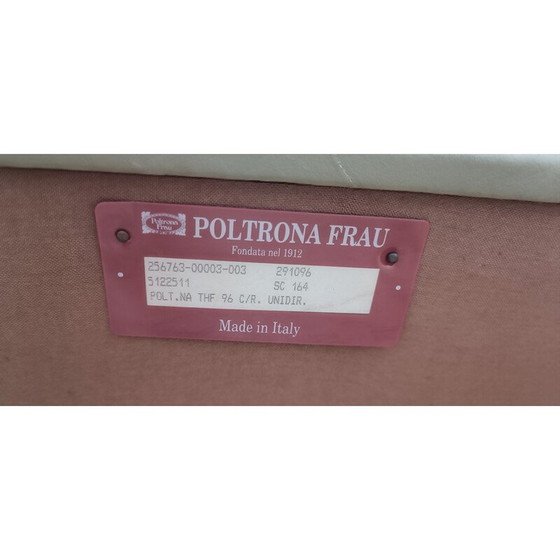 Poltrona
Frau
POLTRONA FRAU
Fondata nel 1912
256763-00003-003 291096
5122511 SC 164
POLT.NA THF 96 C/R. UNIDIR.
Made in Italy